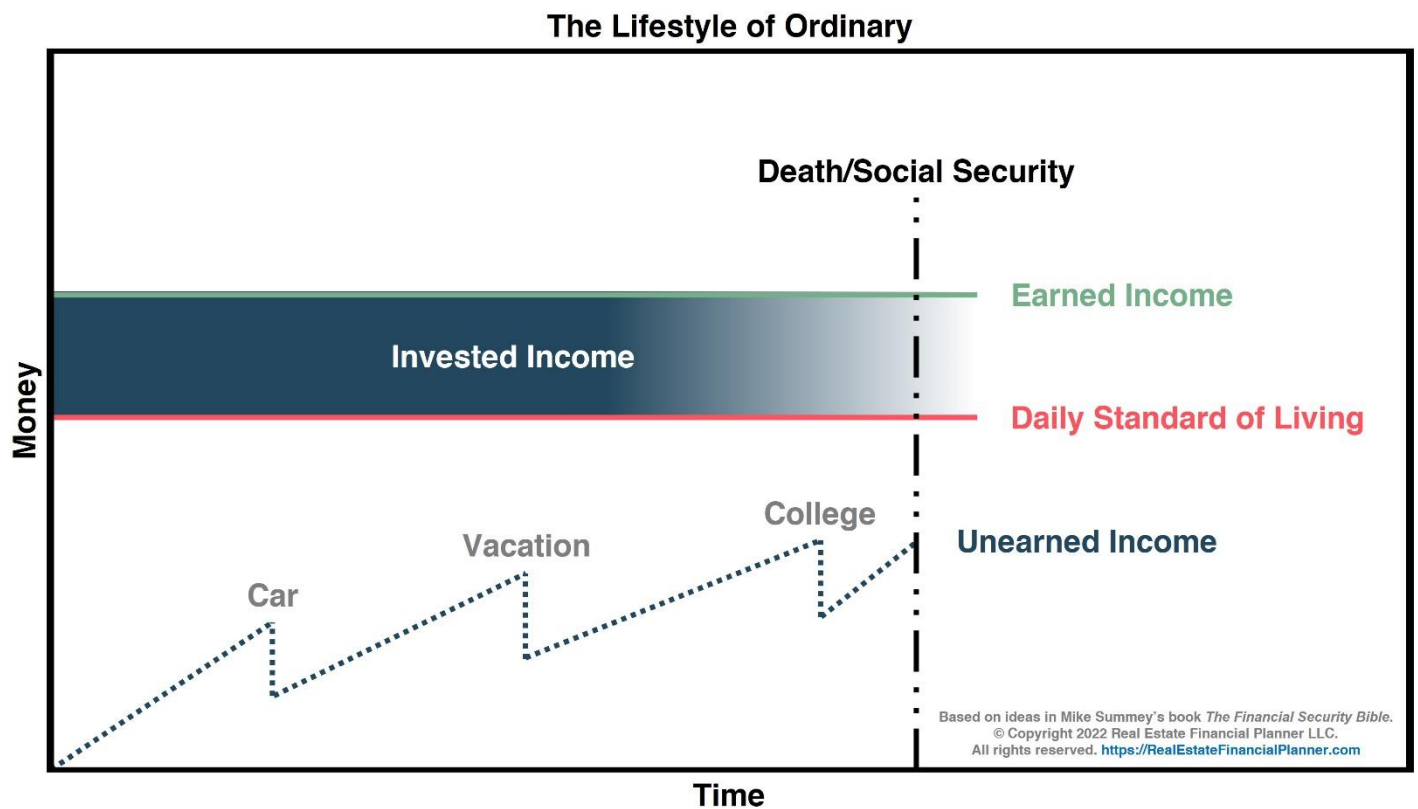 The Lifestyle of Ordinary
Death/Social Security
Earned Income
Invested Income
Daily Standard of Living
Money
College
Unearned Income
Vacation
Car
Based on ideas in Mike Summey's book The Financial Security Bible.
© Copyright 2022 Real Estate Financial Planner LLC.
All rights reserved. https://RealEstateFinancialPlanner.com
Time